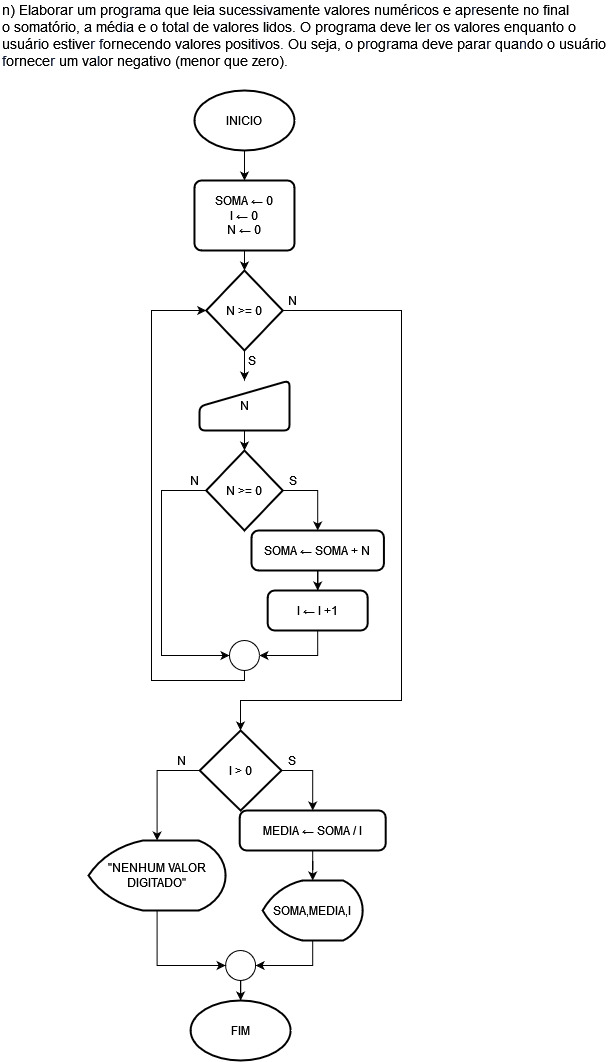 n) Elaborar um programa que leia sucessivamente valores numéricos e apresente no final
o somatório, a média e o total de valores lidos. O programa deve ler os valores enquanto o
usuário estiver fornecendo valores positivos. Ou seja, o programa deve parar quando o usuário
fornecer um valor negativo (menor que zero).
INICIO
SOMA ← 0
I ← 0
N ← 0
N >= 0
N
S
N
N >= 0
N
S
SOMA ← SOMA + N
I ← I +1
I > 0
N
S
MEDIA ← SOMA / I
"NENHUM VALOR
DIGITADO"
SOMA,MEDIA,I
FIM